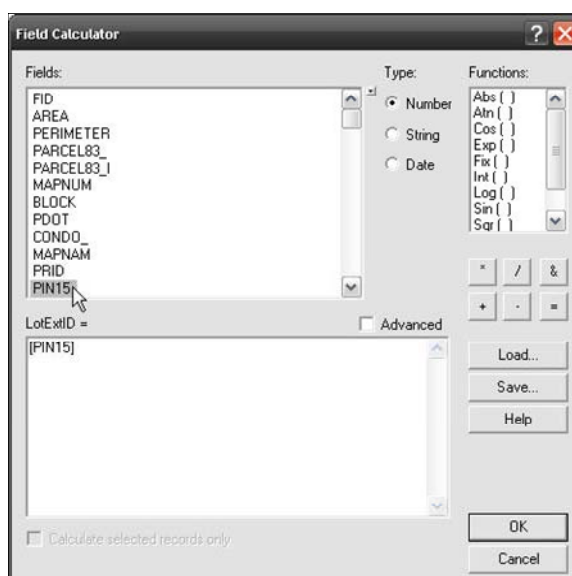 Field Calculator
Fields:
Type:
Functions:
FID
AREA
PERIMETER
PARCEL83_
PARCEL83_I
MAPNUM
BLOCK
PDOT
CONDO_
MAPNAM
PRID
PIN15
Number
String
Date
Abs ( )
Atn ( )
Cos ( )
Exp ( )
Fix ( )
Int ( )
Log ( )
Sin ( )
Sqr ( )
* / &
+ - =
LotExtID =
Advanced
[PIN15]
Load...
Save...
Help
Calculate selected records only
OK
Cancel